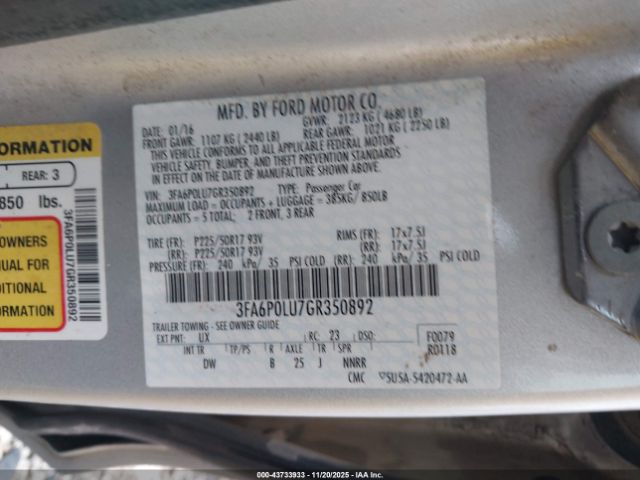 MFD. BY FORD MOTOR CO.
DATE: 01/16 GVWR: 2123 KG ( 4680 LB)
FRONT GAWR: 1107 KG ( 2440 LB) REAR GAWR: 1021 KG ( 2250 LB)
THIS VEHICLE CONFORMS TO ALL APPLICABLE FEDERAL MOTOR
VEHICLE SAFETY, BUMPER, AND THEFT PREVENTION STANDARDS
IN EFFECT ON THE DATE OF MANUFACTURE SHOWN ABOVE.
VIN: 3FA6P0LU7GR350892 TYPE: Passenger Car
MAXIMUM LOAD = OCCUPANTS + LUGGAGE = 385KG/ 850LB
OCCUPANTS = 5 TOTAL: 2 FRONT, 3 REAR
TIRE (FR): P225/50R17 93V RIMS (FR): 17x7.5J
(RR): P225/50R17 93V (RR): 17x7.5J
PRESSURE (FR): 240 kPa/ 35 PSI COLD (RR): 240 kPa/ 35 PSI COLD
3FA6P0LU7GR350892
TRAILER TOWING - SEE OWNER GUIDE
EXT PNT: UX RC: 23 DSO: F0079
INT TR TP/PS R AXLE TR SPR R0118
DW B 25 J NNRR
CMC 5U5A-5420472-AA
ORMATION
REAR: 3
850 lbs.
OWNERS
NUAL FOR
DITIONAL
RMATION
3FA6P0LU7GR350892
IAA-43733933 | 11/20/2025 | Copyright IAA, Inc.